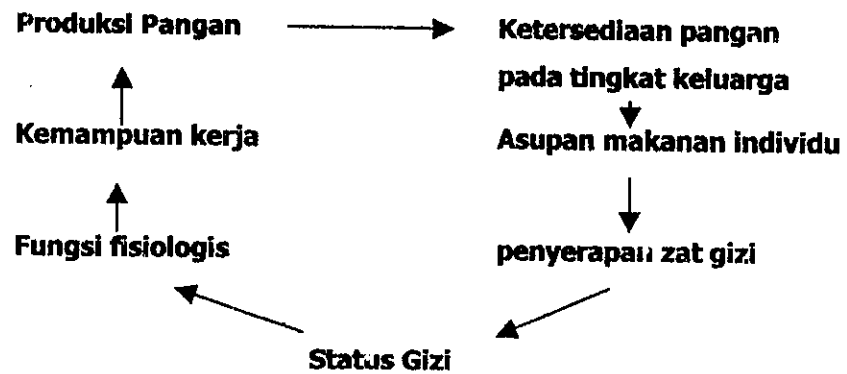 Produksi Pangan
Ketersediaan pangan
pada tingkat keluarga
Asupan makanan individu
penyerapan zat gizi
Status Gizi
Fungsi fisiologis
Kemampuan kerja